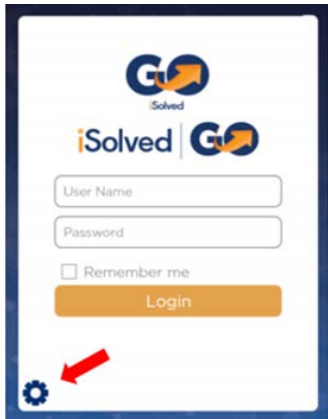 GO
iSolved
iSolved GO
User Name
Password
Remember me
Login